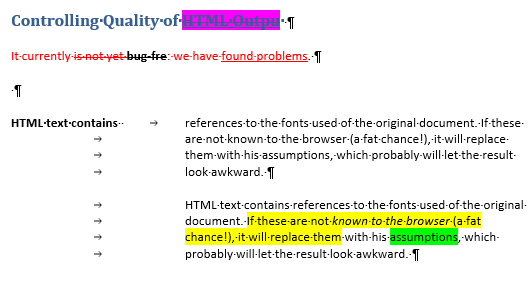 Controlling Quality of HTML Outpu ¶
It currently is not yet bug-fre: we have found problems. ¶
¶
HTML text contains → references to the fonts used of the original document. If these
→ are not known to the browser (a fat chance!), it will replace
→ them with his assumptions, which probably will let the result
→ look awkward. ¶
HTML text contains references to the fonts used of the original
→ document. If these are not known to the browser (a fat
→ chance!), it will replace them with his assumptions, which
→ probably will let the result look awkward. ¶